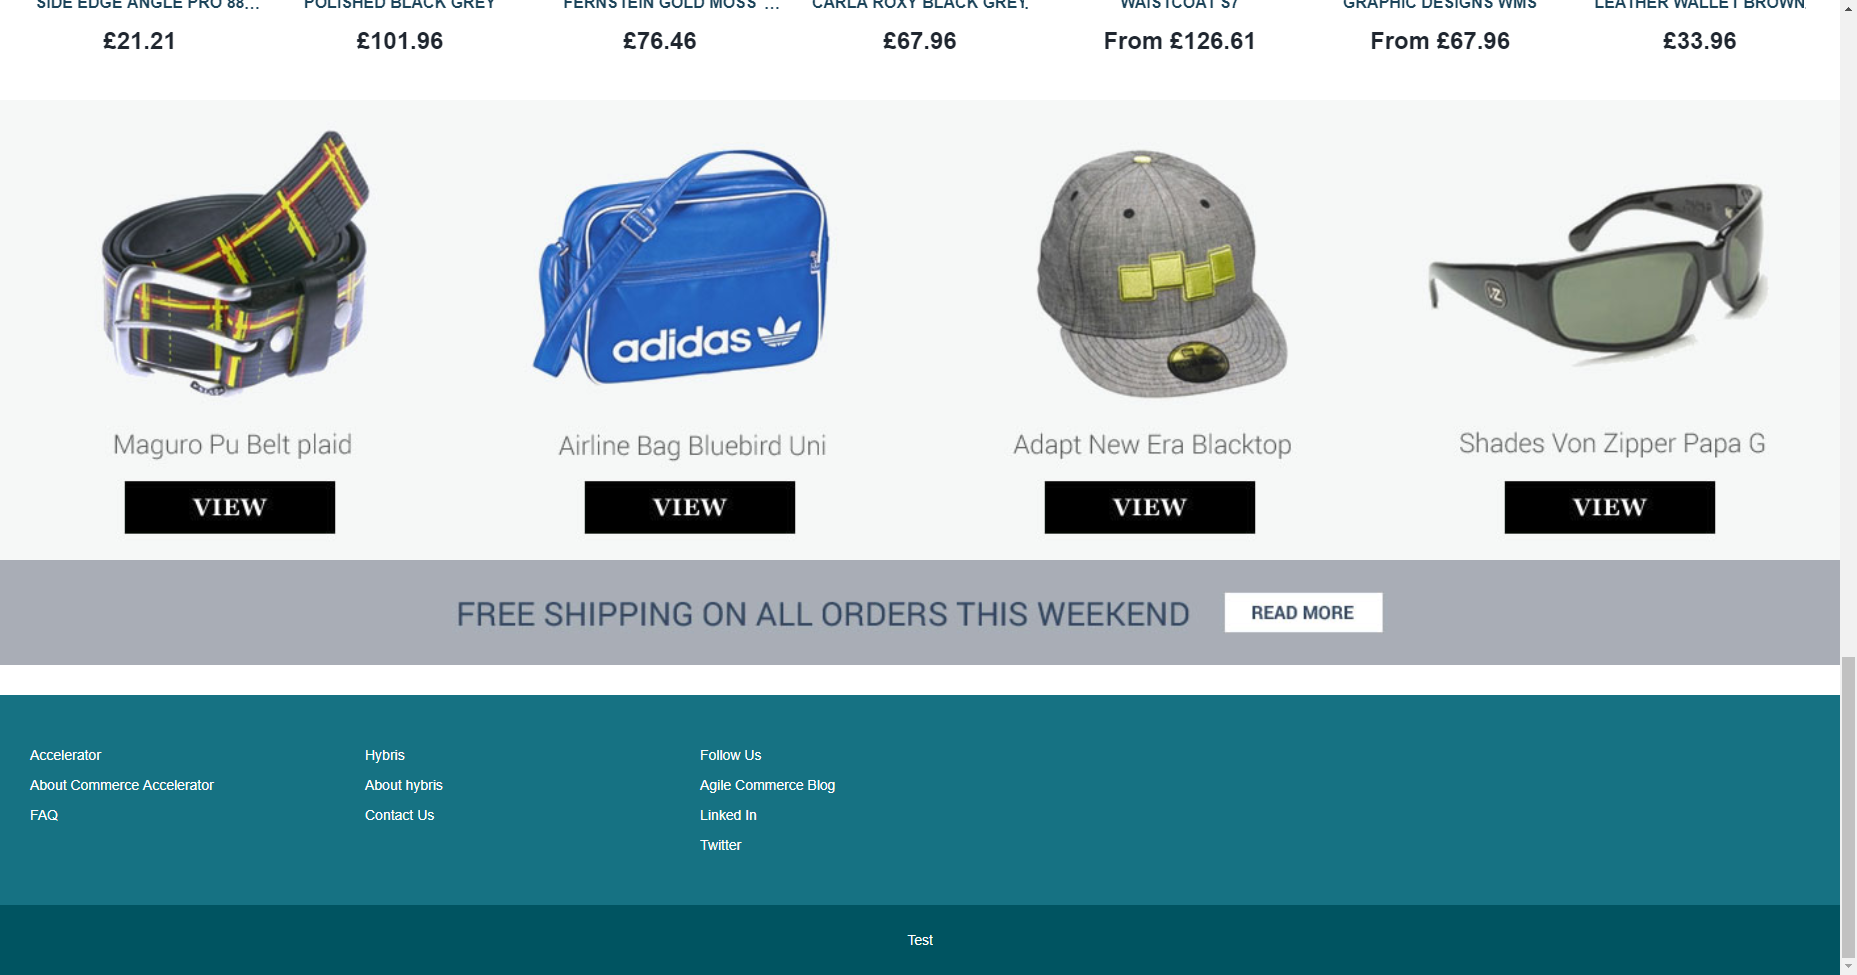 SIDE EDGE ANGLE PRO 88...
POLISHED BLACK GREY
FERNSTEIN GOLD MOSS ...
CARLA ROXY BLACK GREY
WAISTCOAT S7
GRAPHIC DESIGNS WMS
LEATHER WALLET BROWN
£21.21
£101.96
£76.46
£67.96
From £126.61
From £67.96
£33.96
adidas
Maguro Pu Belt plaid
Airline Bag Bluebird Uni
Adapt New Era Blacktop
Shades Von Zipper Papa G
VIEW
VIEW
VIEW
VIEW
FREE SHIPPING ON ALL ORDERS THIS WEEKEND
READ MORE
Accelerator
About Commerce Accelerator
FAQ
Hybris
About hybris
Contact Us
Follow Us
Agile Commerce Blog
Linked In
Twitter
Test